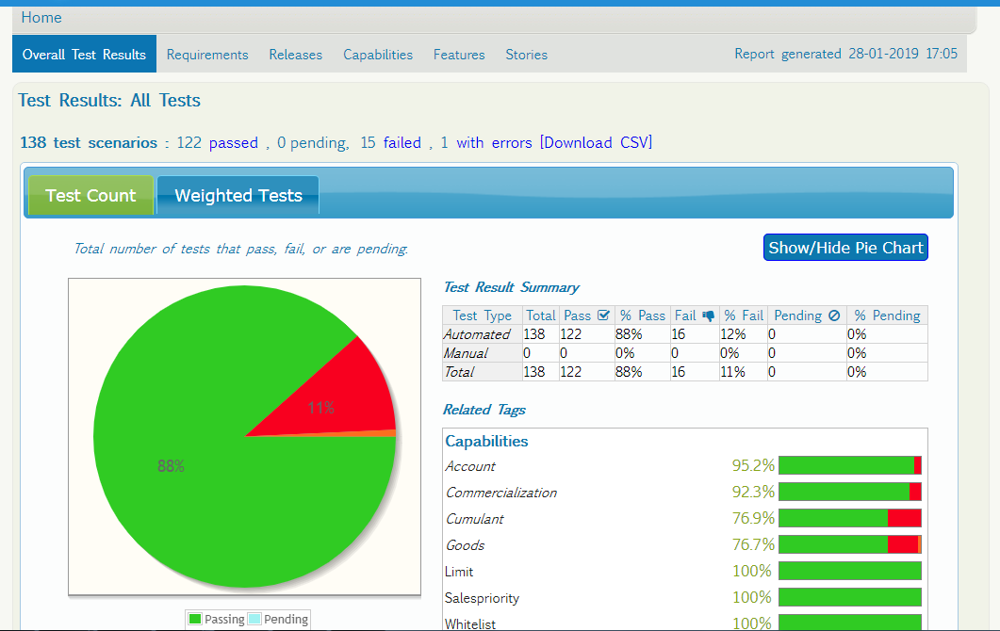 Home
Overall Test Results Requirements Releases Capabilities Features Stories Report generated 28-01-2019 17:05
Test Results: All Tests
138 test scenarios : 122 passed , 0 pending, 15 failed , 1 with errors [Download CSV]
Test Count Weighted Tests
Total number of tests that pass, fail, or are pending.
Show/Hide Pie Chart
11%
88%
Passing Pending
Test Result Summary
Test Type Total Pass % Pass Fail % Fail Pending % Pending
Automated 138 122 88% 16 12% 0 0%
Manual 0 0 0% 0 0% 0 0%
Total 138 122 88% 16 11% 0 0%
Related Tags
Capabilities
Account 95.2%
Commercialization 92.3%
Cumulant 76.9%
Goods 76.7%
Limit 100%
Salespriority 100%
Whitelist 100%